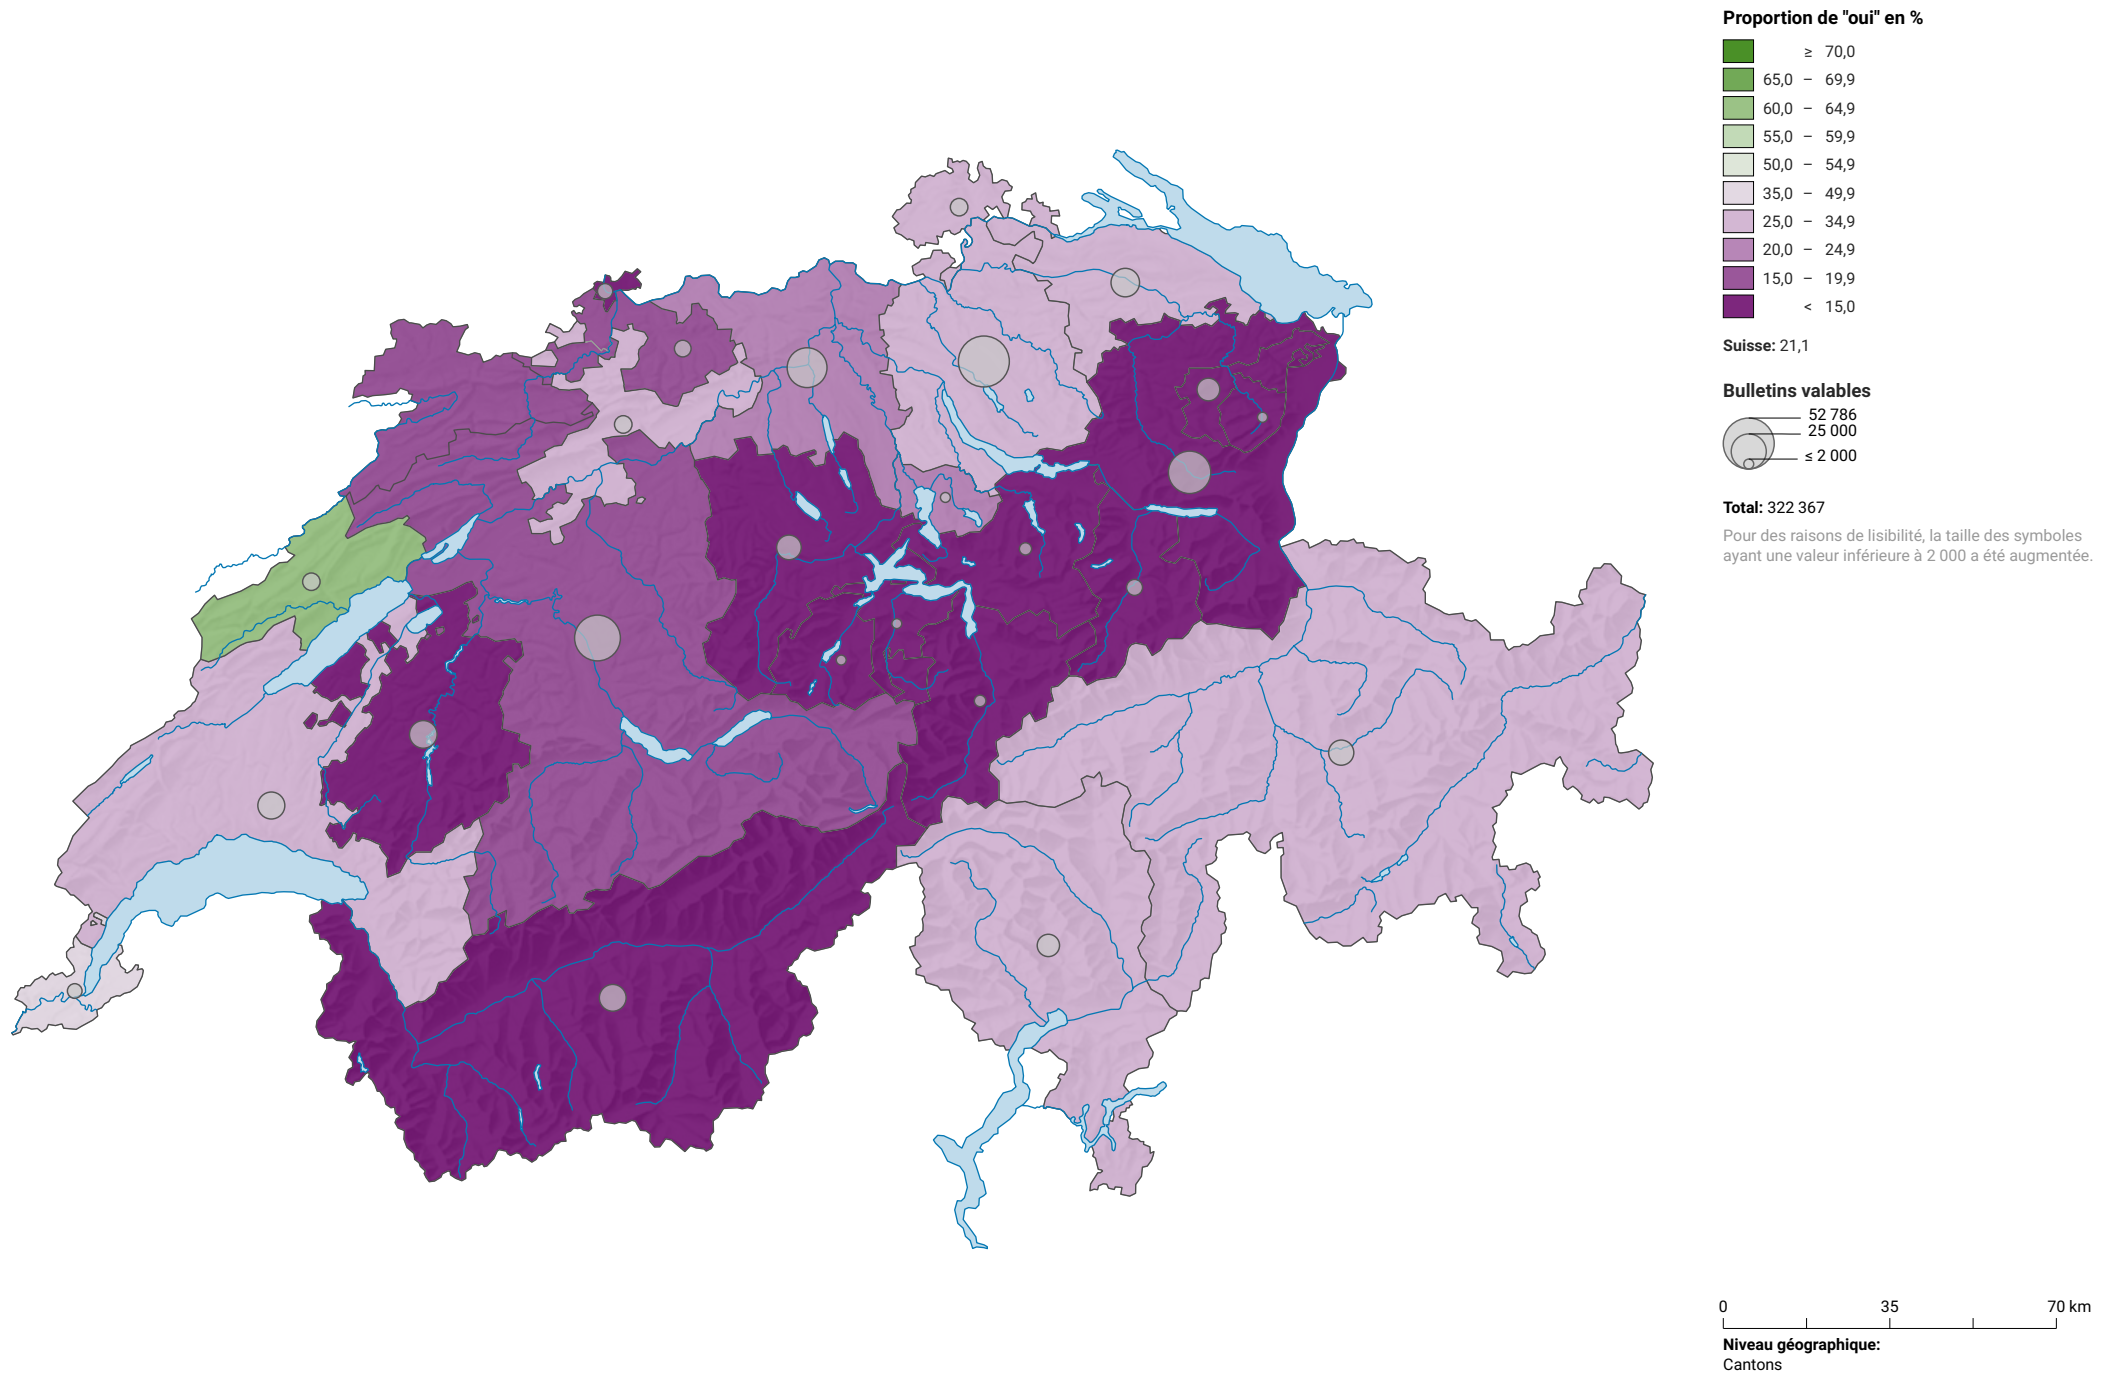 Proportion de "oui" en %
≥ 70,0
65,0 – 69,9
60,0 – 64,9
55,0 – 59,9
50,0 – 54,9
35,0 – 49,9
25,0 – 34,9
20,0 – 24,9
15,0 – 19,9
< 15,0
Suisse: 21,1
Bulletins valables
52 786
25 000
≤ 2 000
Total: 322 367
Pour des raisons de lisibilité, la taille des symboles
ayant une valeur inférieure à 2 000 a été augmentée.
0 35 70 km
Niveau géographique:
Cantons